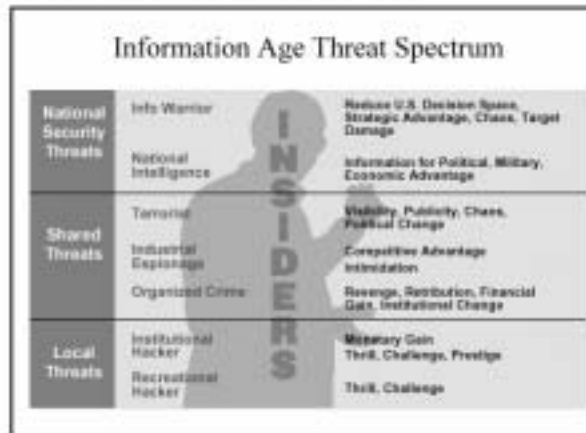 Information Age Threat Spectrum
National
Security
Threats
Info Warrior
Reduce U.S. Decision Space,
Strategic Advantage, Chaos, Target
Damage
National
Intelligence
Information for Political, Military,
Economic Advantage
Shared
Threats
Terrorist
Visibility, Publicity, Chaos,
Political Change
Industrial
Espionage
Competitive Advantage
Intimidation
Organized Crime
Revenge, Retribution, Financial
Gain, Institutional Change
Local
Threats
Institutional
Hacker
Monetary Gain
Thrill, Challenge, Prestige
Recreational
Hacker
Thrill, Challenge
INSIDERS